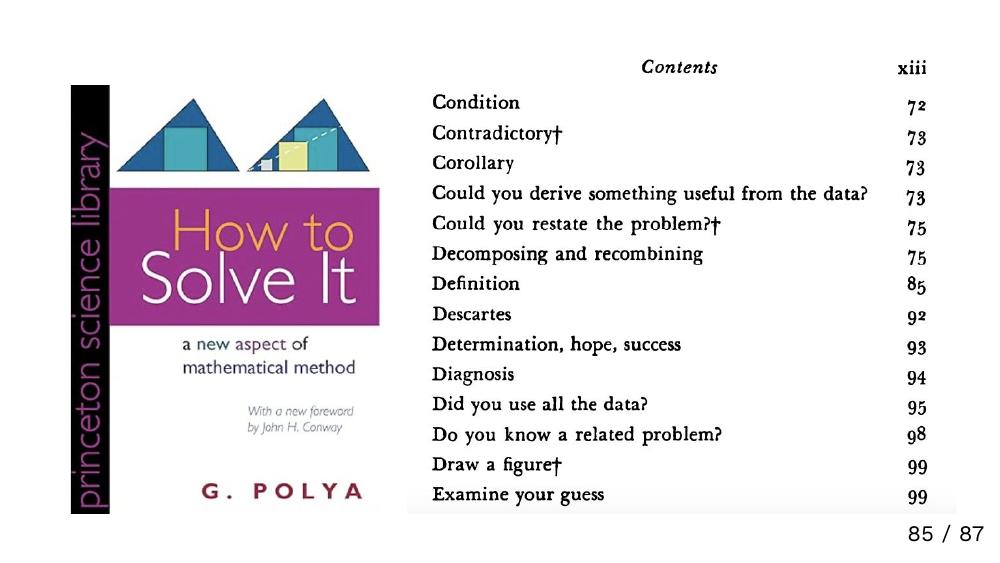 princeton science library
How to
Solve It
a new aspect of
mathematical method
With a new foreword
by John H. Conway
G. POLYA
Contents xiii
Condition 72
Contradictory† 73
Corollary 73
Could you derive something useful from the data? 73
Could you restate the problem?† 75
Decomposing and recombining 75
Definition 85
Descartes 92
Determination, hope, success 93
Diagnosis 94
Did you use all the data? 95
Do you know a related problem? 98
Draw a figure† 99
Examine your guess 99
85 / 87